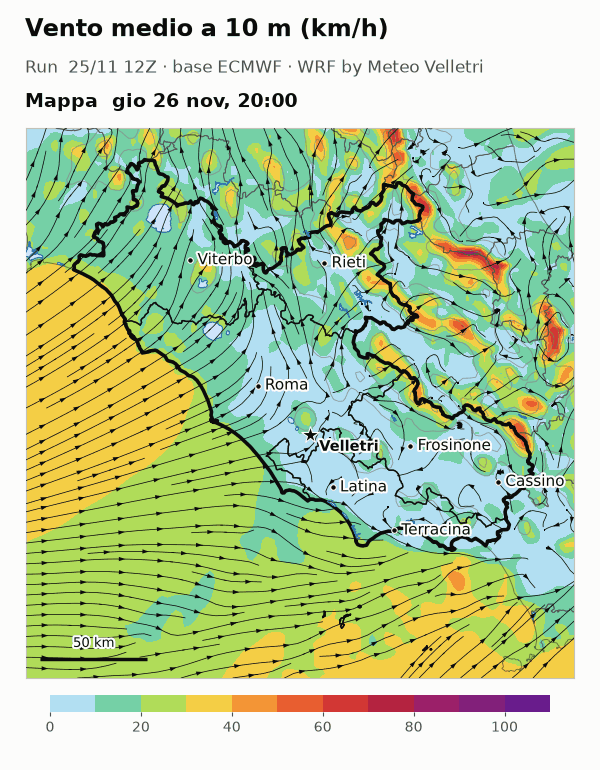 Vento medio a 10 m (km/h)
Run  25/11 12Z · base ECMWF · WRF by Meteo Velletri
Mappa  gio 26 nov, 20:00
Viterbo
Rieti
Roma
Velletri
Frosinone
Cassino
Latina
Terracina
50 km
0 20 40 60 80 100